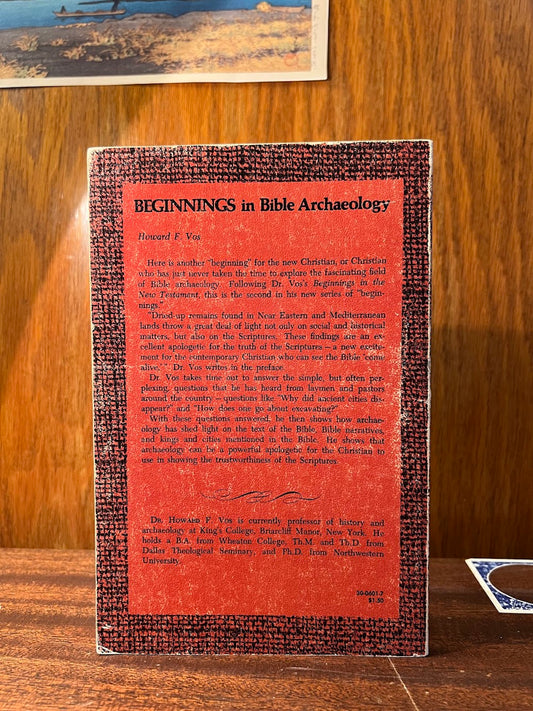 BEGINNINGS in Bible Archaeology
Howard F. Vos
Here is another "beginning" for the new Christian, or Christian
who has just never taken the time to explore the fascinating field
of Bible archaeology. Following Dr. Vos's Beginnings in the
New Testament, this is the second in his new series of "begin-
nings."
"Dried-up remains found in Near Eastern and Mediterranean
lands throw a great deal of light not only on social and historical
matters, but also on the Scriptures. These findings are an ex-
cellent apologetic for the truth of the Scriptures – a new excite-
ment for the contemporary Christian who can see the Bible 'come
alive,' " Dr. Vos writes in the preface.
Dr. Vos takes time out to answer the simple, but often per-
plexing, questions that he has heard from laymen and pastors
around the country – questions like "Why did ancient cities dis-
appear?" and "How does one go about excavating?"
With these questions answered, he then shows how archae-
ology has shed light on the text of the Bible, Bible narratives,
and kings and cities mentioned in the Bible. He shows that
archaeology can be a powerful apologetic for the Christian to
use in showing the trustworthiness of the Scriptures.
Dr. Howard F. Vos is currently professor of history and
archaeology at King's College, Briarcliff Manor, New York. He
holds a B.A. from Wheaton College, Th.M. and Th.D. from
Dallas Theological Seminary, and Ph.D. from Northwestern
University.
30-0601-7
$1.50